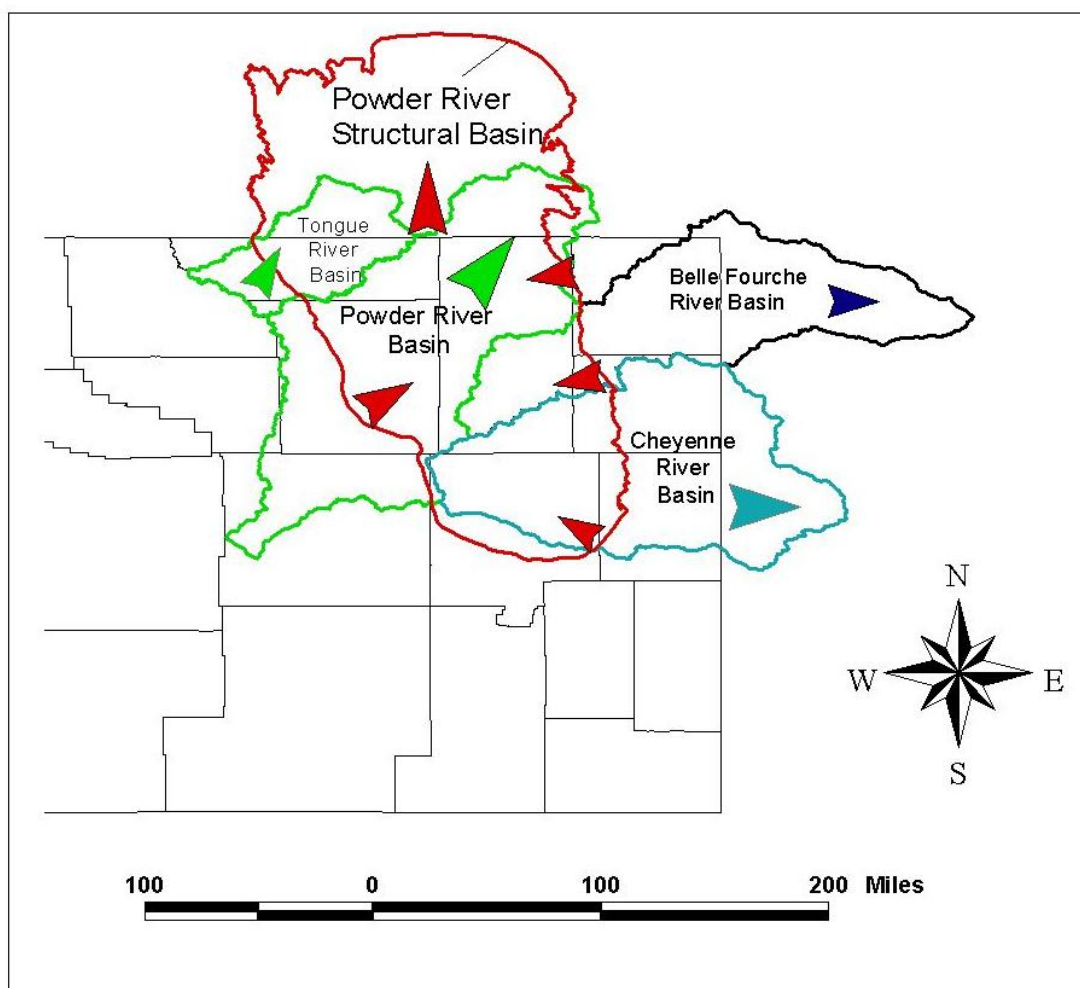 Powder River
Structural Basin
Tongue
River
Basin
Powder River
Basin
Belle Fourche
River Basin
Cheyenne
River
Basin
N
W
E
S
100 0 100 200 Miles